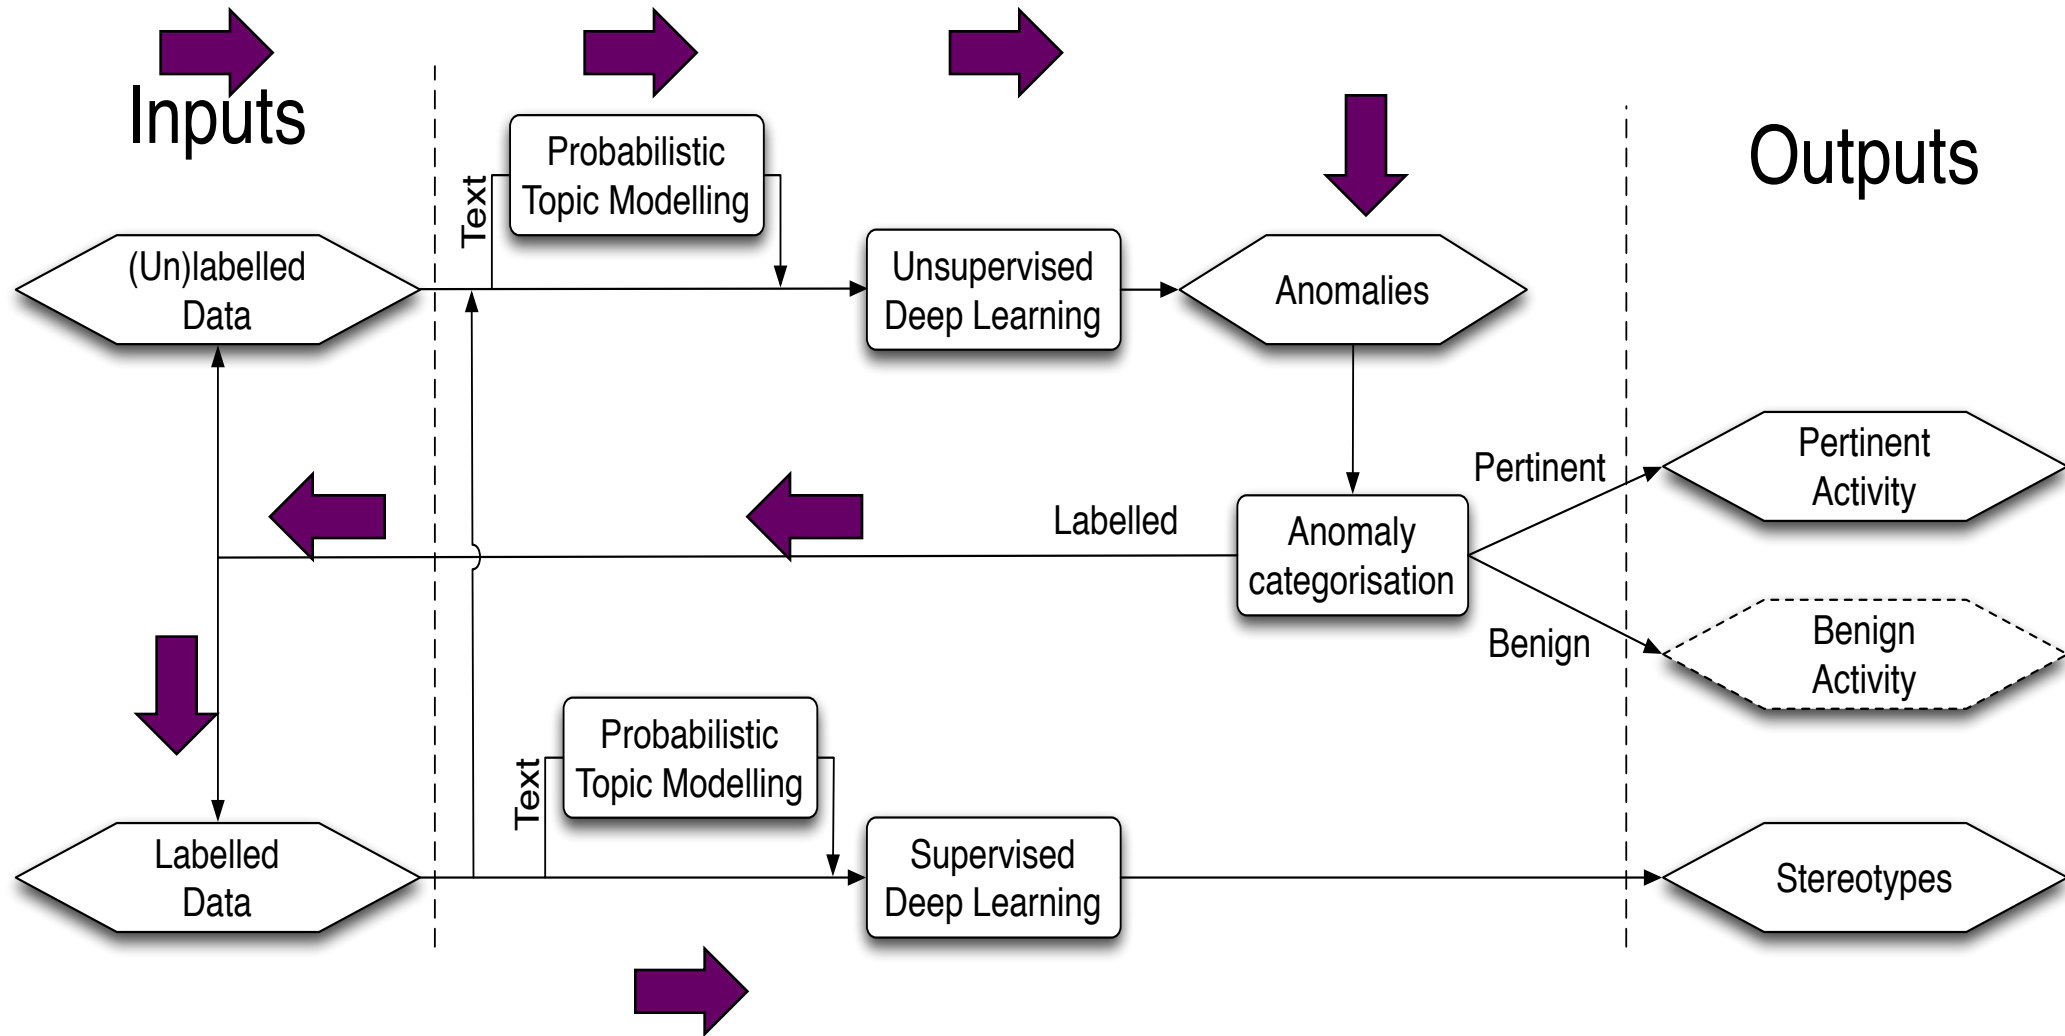 Inputs
Outputs
Probabilistic
Topic Modelling
Text
(Un)labelled
Data
Unsupervised
Deep Learning
Anomalies
Pertinent
Pertinent
Activity
Labelled
Anomaly
categorisation
Benign
Benign
Activity
Probabilistic
Topic Modelling
Text
Labelled
Data
Supervised
Deep Learning
Stereotypes